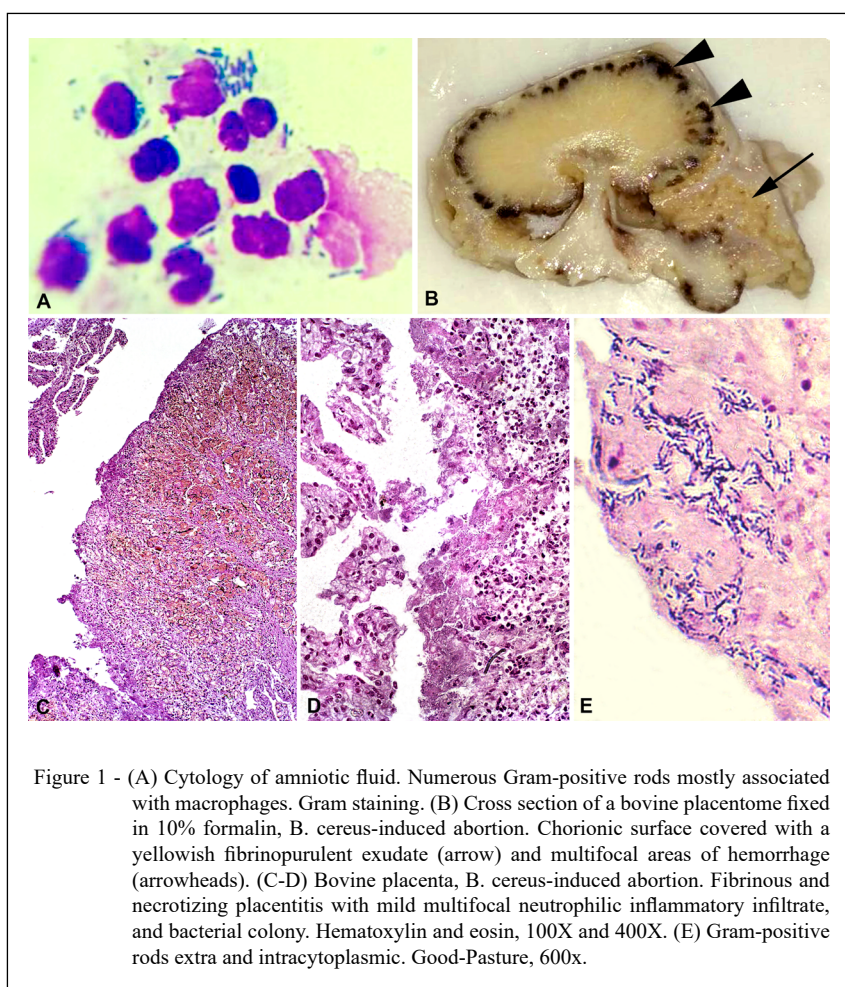 A
B
C
D
E
Figure 1 - (A) Cytology of amniotic fluid. Numerous Gram-positive rods mostly associated
with macrophages. Gram staining. (B) Cross section of a bovine placentome fixed
in 10% formalin, B. cereus-induced abortion. Chorionic surface covered with a
yellowish fibrinopurulent exudate (arrow) and multifocal areas of hemorrhage
(arrowheads). (C-D) Bovine placenta, B. cereus-induced abortion. Fibrinous and
necrotizing placentitis with mild multifocal neutrophilic inflammatory infiltrate,
and bacterial colony. Hematoxylin and eosin, 100X and 400X. (E) Gram-positive
rods extra and intracytoplasmic. Good-Pasture, 600x.